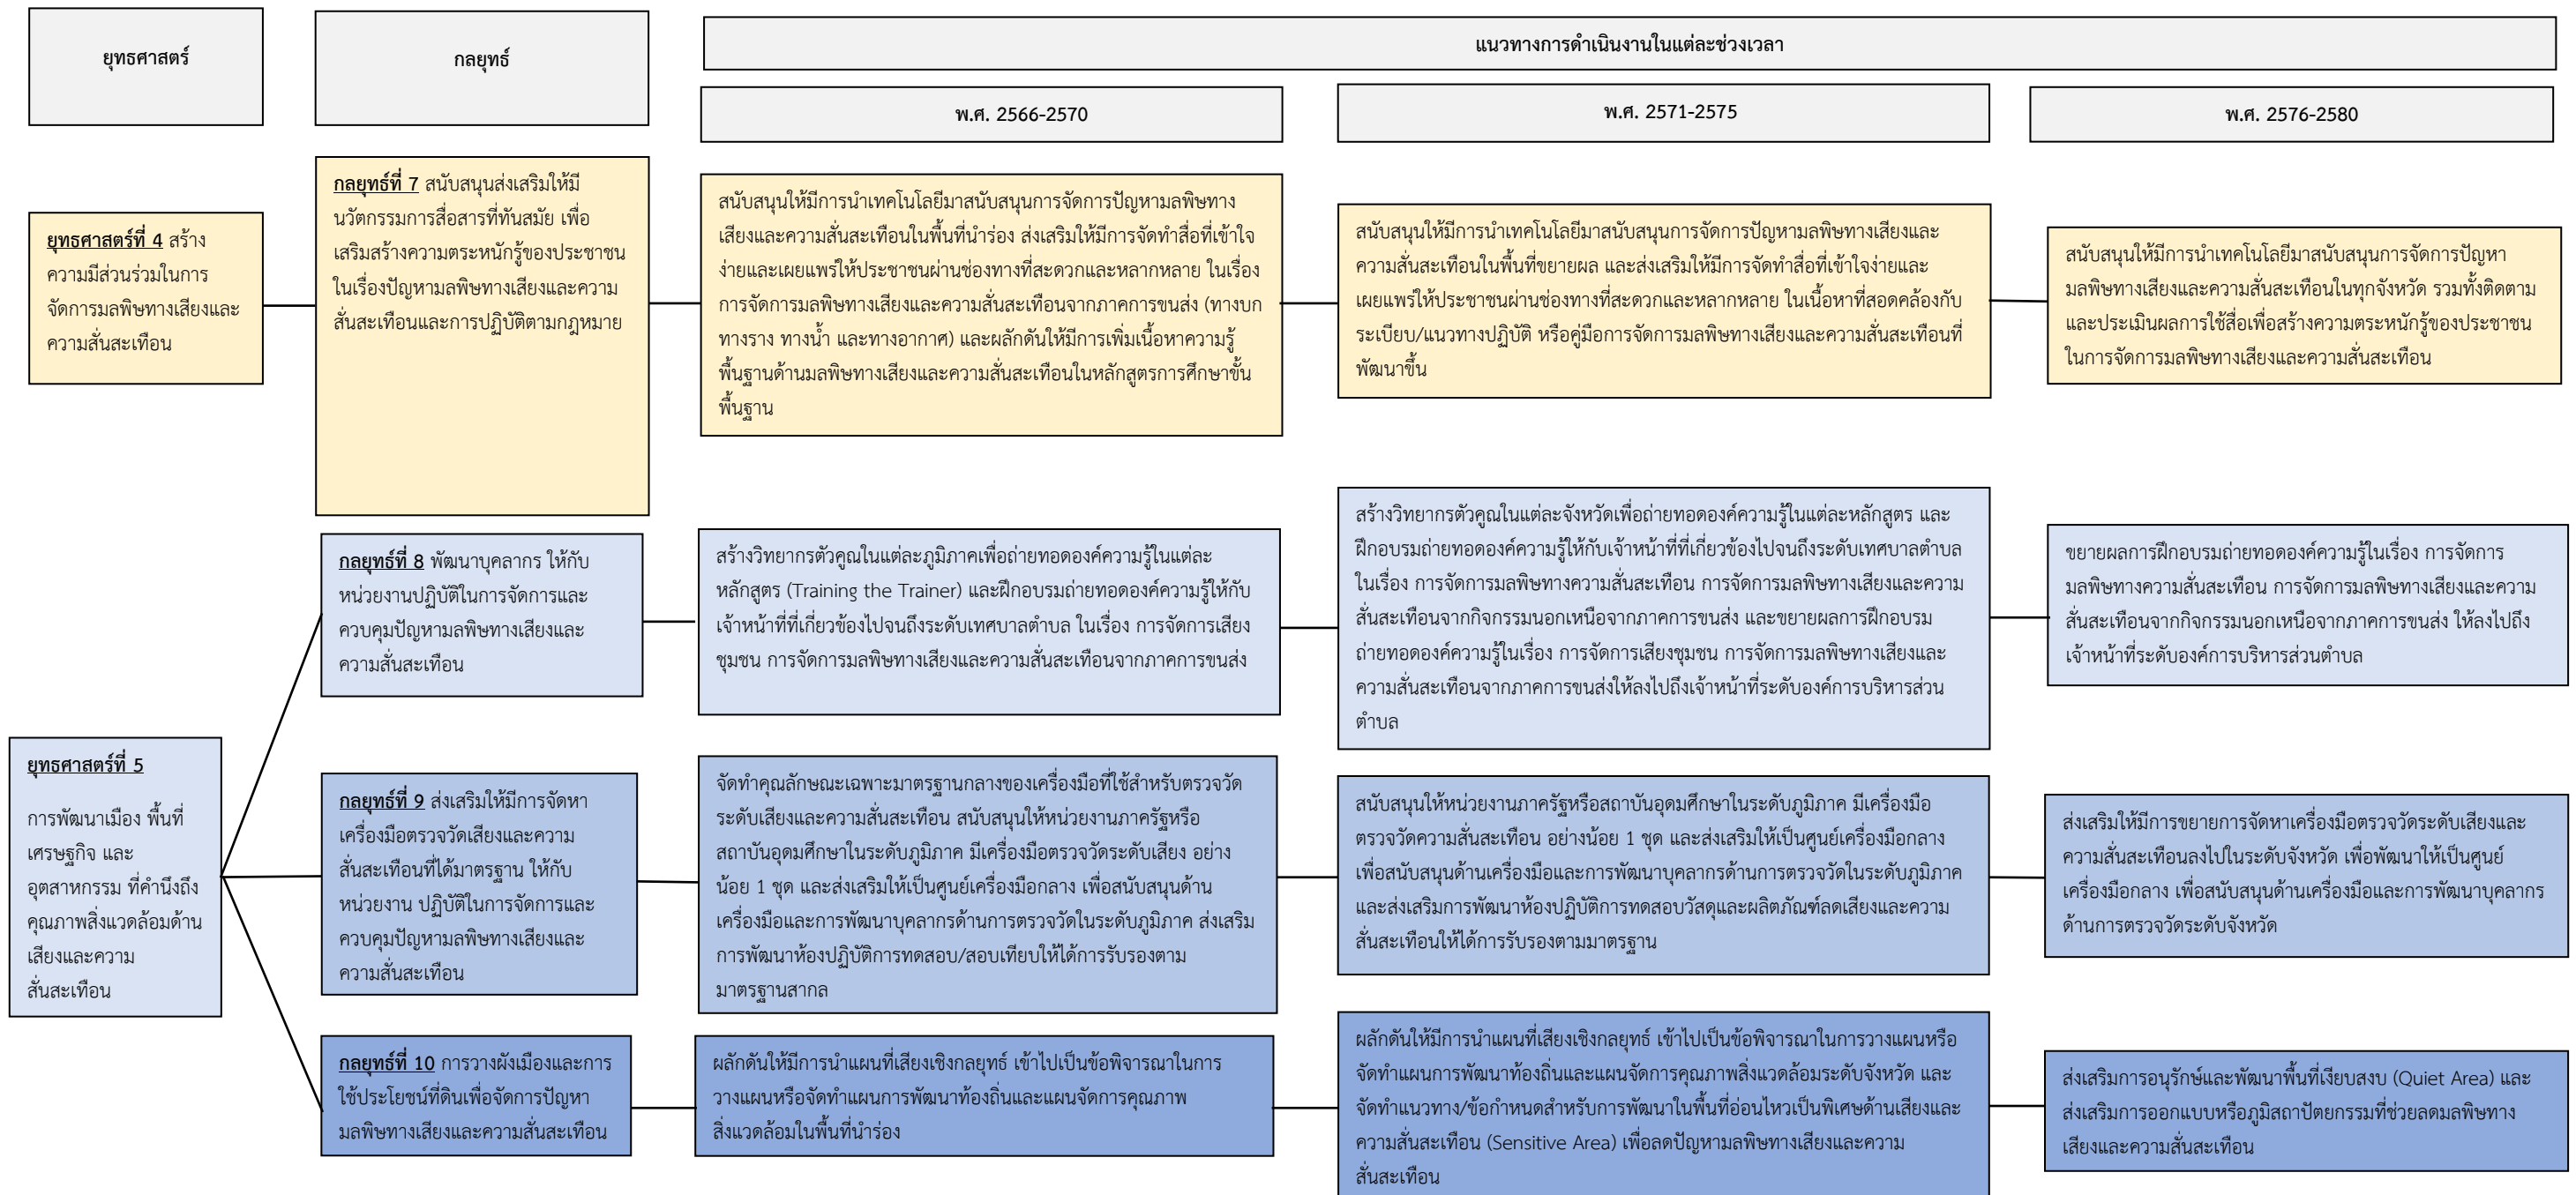 ยุทธศาสตร์
กลยุทธ์
แนวทางการดำเนินงานในแต่ละช่วงเวลา
พ.ศ. 2566-2570
พ.ศ. 2571-2575
พ.ศ. 2576-2580
ยุทธศาสตร์ที่ 4 สร้าง
ความมีส่วนร่วมในการ
จัดการมลพิษทางเสียงและ
ความสั่นสะเทือน
กลยุทธ์ที่ 7 สนับสนุนส่งเสริมให้มี
นวัตกรรมการสื่อสารที่ทันสมัย เพื่อ
เสริมสร้างความตระหนักรู้ของประชาชน
ในเรื่องปัญหามลพิษทางเสียงและความ
สั่นสะเทือนและการปฏิบัติตามกฎหมาย
สนับสนุนให้มีการนำเทคโนโลยีมาสนับสนุนการจัดการปัญหามลพิษทาง
เสียงและความสั่นสะเทือนในพื้นที่นำร่อง ส่งเสริมให้มีการจัดทำสื่อที่เข้าใจ
ง่ายและเผยแพร่ให้ประชาชนผ่านช่องทางที่สะดวกและหลากหลาย ในเรื่อง
การจัดการมลพิษทางเสียงและความสั่นสะเทือนจากภาคการขนส่ง (ทางบก
ทางราง ทางน้ำ และทางอากาศ) และผลักดันให้มีการเพิ่มเนื้อหาความรู้
พื้นฐานด้านมลพิษทางเสียงและความสั่นสะเทือนในหลักสูตรการศึกษาขั้น
พื้นฐาน
สนับสนุนให้มีการนำเทคโนโลยีมาสนับสนุนการจัดการปัญหามลพิษทางเสียงและ
ความสั่นสะเทือนในพื้นที่ขยายผล และส่งเสริมให้มีการจัดทำสื่อที่เข้าใจง่ายและ
เผยแพร่ให้ประชาชนผ่านช่องทางที่สะดวกและหลากหลาย ในเนื้อหาที่สอดคล้องกับ
ระเบียบ/แนวทางปฏิบัติ หรือคู่มือการจัดการมลพิษทางเสียงและความสั่นสะเทือนที่
พัฒนาขึ้น
สนับสนุนให้มีการนำเทคโนโลยีมาสนับสนุนการจัดการปัญหา
มลพิษทางเสียงและความสั่นสะเทือนในทุกจังหวัด รวมทั้งติดตาม
และประเมินผลการใช้สื่อเพื่อสร้างความตระหนักรู้ของประชาชน
ในการจัดการมลพิษทางเสียงและความสั่นสะเทือน
ยุทธศาสตร์ที่ 5
การพัฒนาเมือง พื้นที่
เศรษฐกิจ และ
อุตสาหกรรม ที่คำนึงถึง
คุณภาพสิ่งแวดล้อมด้าน
เสียงและความ
สั่นสะเทือน
กลยุทธ์ที่ 8 พัฒนาบุคลากร ให้กับ
หน่วยงานปฏิบัติในการจัดการและ
ควบคุมปัญหามลพิษทางเสียงและ
ความสั่นสะเทือน
สร้างวิทยากรตัวคูณในแต่ละภูมิภาคเพื่อถ่ายทอดองค์ความรู้ในแต่ละ
หลักสูตร (Training the Trainer) และฝึกอบรมถ่ายทอดองค์ความรู้ให้กับ
เจ้าหน้าที่ที่เกี่ยวข้องไปจนถึงระดับเทศบาลตำบล ในเรื่อง การจัดการเสียง
ชุมชน การจัดการมลพิษทางเสียงและความสั่นสะเทือนจากภาคการขนส่ง
สร้างวิทยากรตัวคูณในแต่ละจังหวัดเพื่อถ่ายทอดองค์ความรู้ในแต่ละหลักสูตร และ
ฝึกอบรมถ่ายทอดองค์ความรู้ให้กับเจ้าหน้าที่ที่เกี่ยวข้องไปจนถึงระดับเทศบาลตำบล
ในเรื่อง การจัดการมลพิษทางความสั่นสะเทือน การจัดการมลพิษทางเสียงและความ
สั่นสะเทือนจากกิจกรรมนอกเหนือจากภาคการขนส่ง และขยายผลการฝึกอบรม
ถ่ายทอดองค์ความรู้ในเรื่อง การจัดการเสียงชุมชน การจัดการมลพิษทางเสียงและ
ความสั่นสะเทือนจากภาคการขนส่งให้ลงไปถึงเจ้าหน้าที่ระดับองค์การบริหารส่วน
ตำบล
ขยายผลการฝึกอบรมถ่ายทอดองค์ความรู้ในเรื่อง การจัดการ
มลพิษทางความสั่นสะเทือน การจัดการมลพิษทางเสียงและความ
สั่นสะเทือนจากกิจกรรมนอกเหนือจากภาคการขนส่ง ให้ลงไปถึง
เจ้าหน้าที่ระดับองค์การบริหารส่วนตำบล
กลยุทธ์ที่ 9 ส่งเสริมให้มีการจัดหา
เครื่องมือตรวจวัดเสียงและความ
สั่นสะเทือนที่ได้มาตรฐาน ให้กับ
หน่วยงาน ปฏิบัติในการจัดการและ
ควบคุมปัญหามลพิษทางเสียงและ
ความสั่นสะเทือน
จัดทำคุณลักษณะเฉพาะมาตรฐานกลางของเครื่องมือที่ใช้สำหรับตรวจวัด
ระดับเสียงและความสั่นสะเทือน สนับสนุนให้หน่วยงานภาครัฐหรือ
สถาบันอุดมศึกษาในระดับภูมิภาค มีเครื่องมือตรวจวัดระดับเสียง อย่าง
น้อย 1 ชุด และส่งเสริมให้เป็นศูนย์เครื่องมือกลาง เพื่อสนับสนุนด้าน
เครื่องมือและการพัฒนาบุคลากรด้านการตรวจวัดในระดับภูมิภาค ส่งเสริม
การพัฒนาห้องปฏิบัติการทดสอบ/สอบเทียบให้ได้การรับรองตาม
มาตรฐานสากล
สนับสนุนให้หน่วยงานภาครัฐหรือสถาบันอุดมศึกษาในระดับภูมิภาค มีเครื่องมือ
ตรวจวัดความสั่นสะเทือน อย่างน้อย 1 ชุด และส่งเสริมให้เป็นศูนย์เครื่องมือกลาง
เพื่อสนับสนุนด้านเครื่องมือและการพัฒนาบุคลากรด้านการตรวจวัดในระดับภูมิภาค
และส่งเสริมการพัฒนาห้องปฏิบัติการทดสอบวัสดุและผลิตภัณฑ์ลดเสียงและความ
สั่นสะเทือนให้ได้การรับรองตามมาตรฐาน
ส่งเสริมให้มีการขยายการจัดหาเครื่องมือตรวจวัดระดับเสียงและ
ความสั่นสะเทือนลงไปในระดับจังหวัด เพื่อพัฒนาให้เป็นศูนย์
เครื่องมือกลาง เพื่อสนับสนุนด้านเครื่องมือและการพัฒนาบุคลากร
ด้านการตรวจวัดระดับจังหวัด
กลยุทธ์ที่ 10 การวางผังเมืองและการ
ใช้ประโยชน์ที่ดินเพื่อจัดการปัญหา
มลพิษทางเสียงและความสั่นสะเทือน
ผลักดันให้มีการนำแผนที่เสียงเชิงกลยุทธ์ เข้าไปเป็นข้อพิจารณาในการ
วางแผนหรือจัดทำแผนการพัฒนาท้องถิ่นและแผนจัดการคุณภาพ
สิ่งแวดล้อมในพื้นที่นำร่อง
ผลักดันให้มีการนำแผนที่เสียงเชิงกลยุทธ์ เข้าไปเป็นข้อพิจารณาในการวางแผนหรือ
จัดทำแผนการพัฒนาท้องถิ่นและแผนจัดการคุณภาพสิ่งแวดล้อมระดับจังหวัด และ
จัดทำแนวทาง/ข้อกำหนดสำหรับการพัฒนาในพื้นที่อ่อนไหวเป็นพิเศษด้านเสียงและ
ความสั่นสะเทือน (Sensitive Area) เพื่อลดปัญหามลพิษทางเสียงและความ
สั่นสะเทือน
ส่งเสริมการอนุรักษ์และพัฒนาพื้นที่เงียบสงบ (Quiet Area) และ
ส่งเสริมการออกแบบหรือภูมิสถาปัตยกรรมที่ช่วยลดมลพิษทาง
เสียงและความสั่นสะเทือน